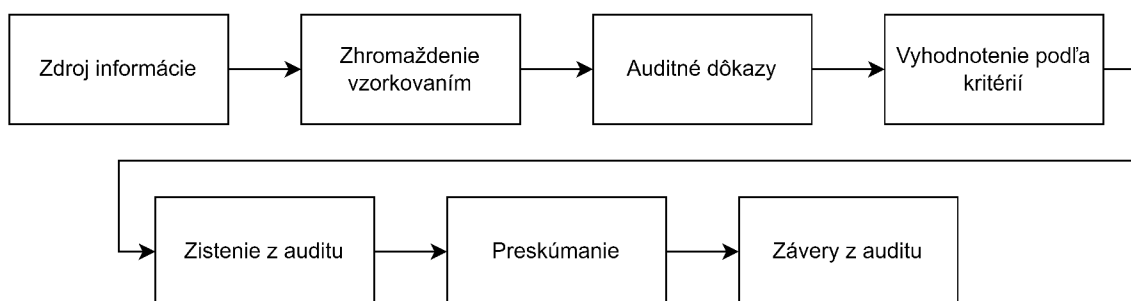 Zdroj informácie
Zhromaždenie
vzorkovaním
Auditné dôkazy
Vyhodnotenie podľa
kritérií
Zistenie z auditu
Preskúmanie
Závery z auditu